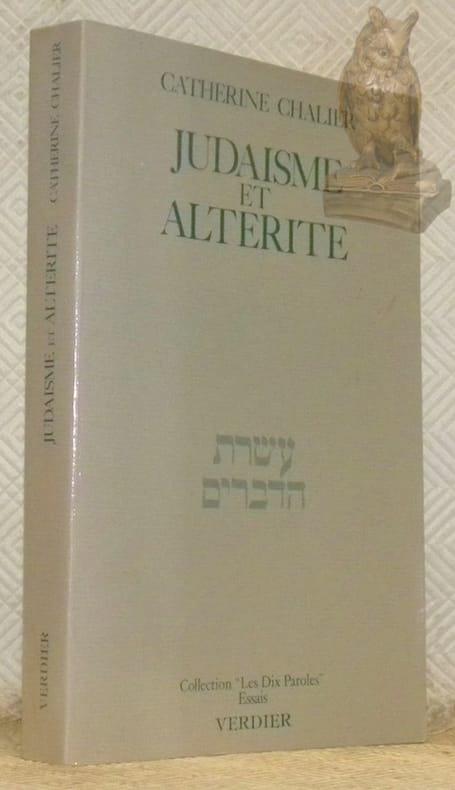 CATHERINE CHALIER
JUDAISME
ET
ALTERITE
עשרת
הדברים
Collection "Les Dix Paroles"
Essais
VERDIER
CATHERINE CHALIER
JUDAISME ET ALTERITE
VERDIER